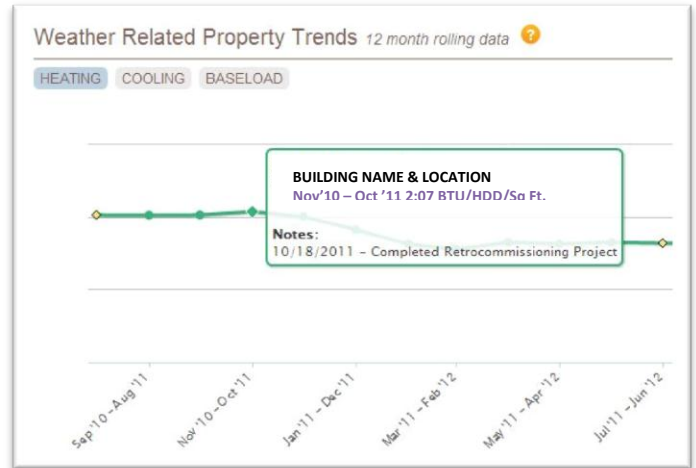 Weather Related Property Trends 12 month rolling data ?
HEATING COOLING BASELOAD
BUILDING NAME & LOCATION
Nov'10 – Oct '11 2:07 BTU/HDD/Sq Ft.
Notes:
10/18/2011 – Completed Retrocommissioning Project
Sep '10 – Aug '11
Nov '10 – Oct '11
Jan '11 – Dec '11
Mar '11 – Feb '12
May '11 – Apr '12
Jul '11 – Jun '12